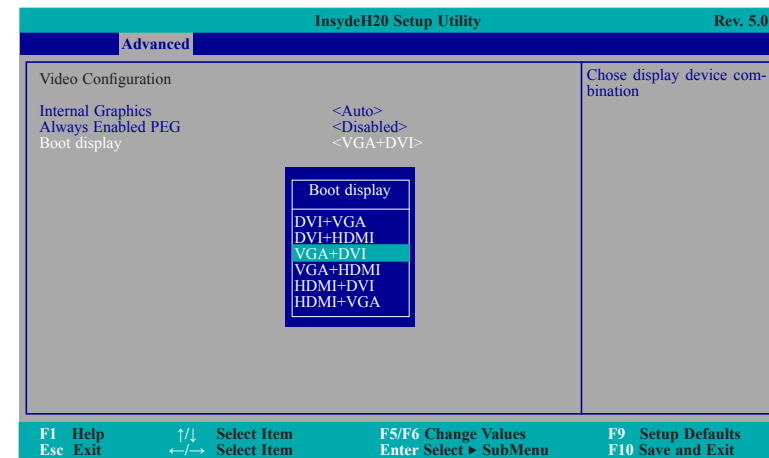 InsydeH20 Setup Utility Rev. 5.0
Advanced
Video Configuration
Internal Graphics <Auto>
Always Enabled PEG <Disabled>
Boot display <VGA+DVI>
Chose display device com-
bination
Boot display
DVI+VGA
DVI+HDMI
VGA+DVI
VGA+HDMI
HDMI+DVI
HDMI+VGA
F1 Help ↑/↓ Select Item F5/F6 Change Values F9 Setup Defaults
Esc Exit ←/→ Select Item Enter Select ▶ SubMenu F10 Save and Exit